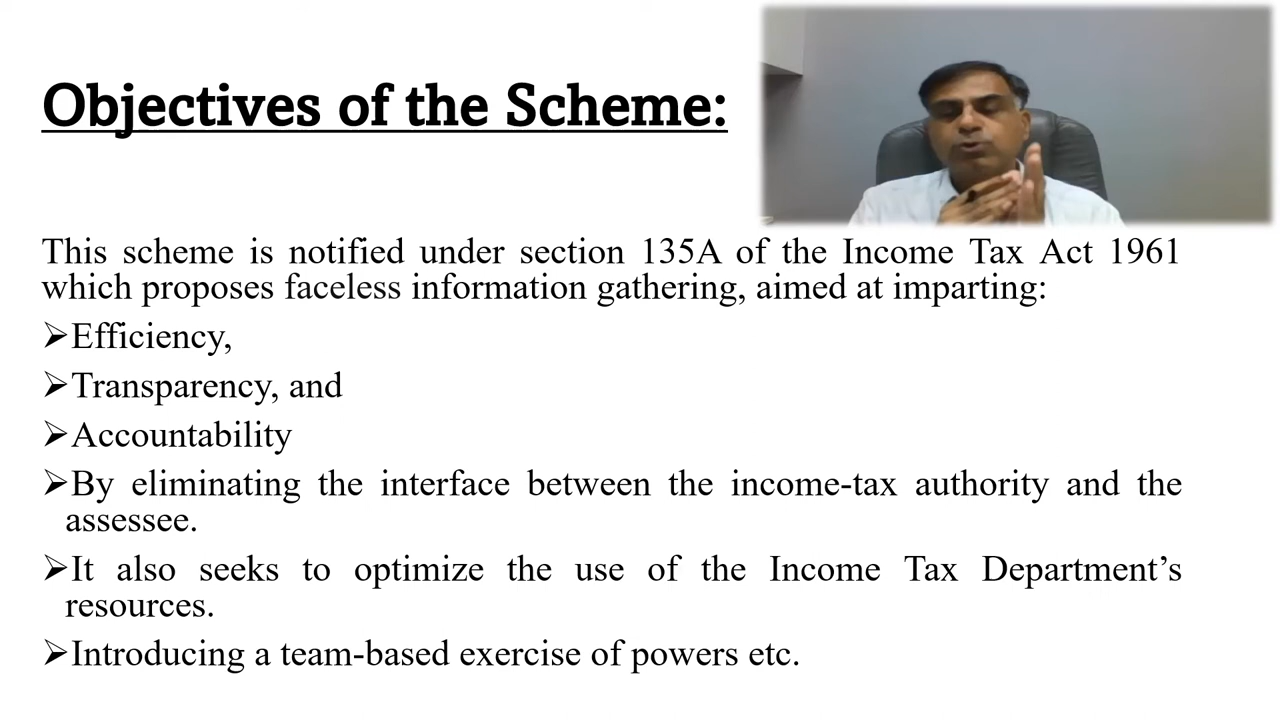 Objectives of the Scheme:
This scheme is notified under section 135A of the Income Tax Act 1961
which proposes faceless information gathering, aimed at imparting:
➢Efficiency,
➢Transparency, and
➢Accountability
➢By eliminating the interface between the income-tax authority and the
assessee.
➢It also seeks to optimize the use of the Income Tax Department’s
resources.
➢Introducing a team-based exercise of powers etc.